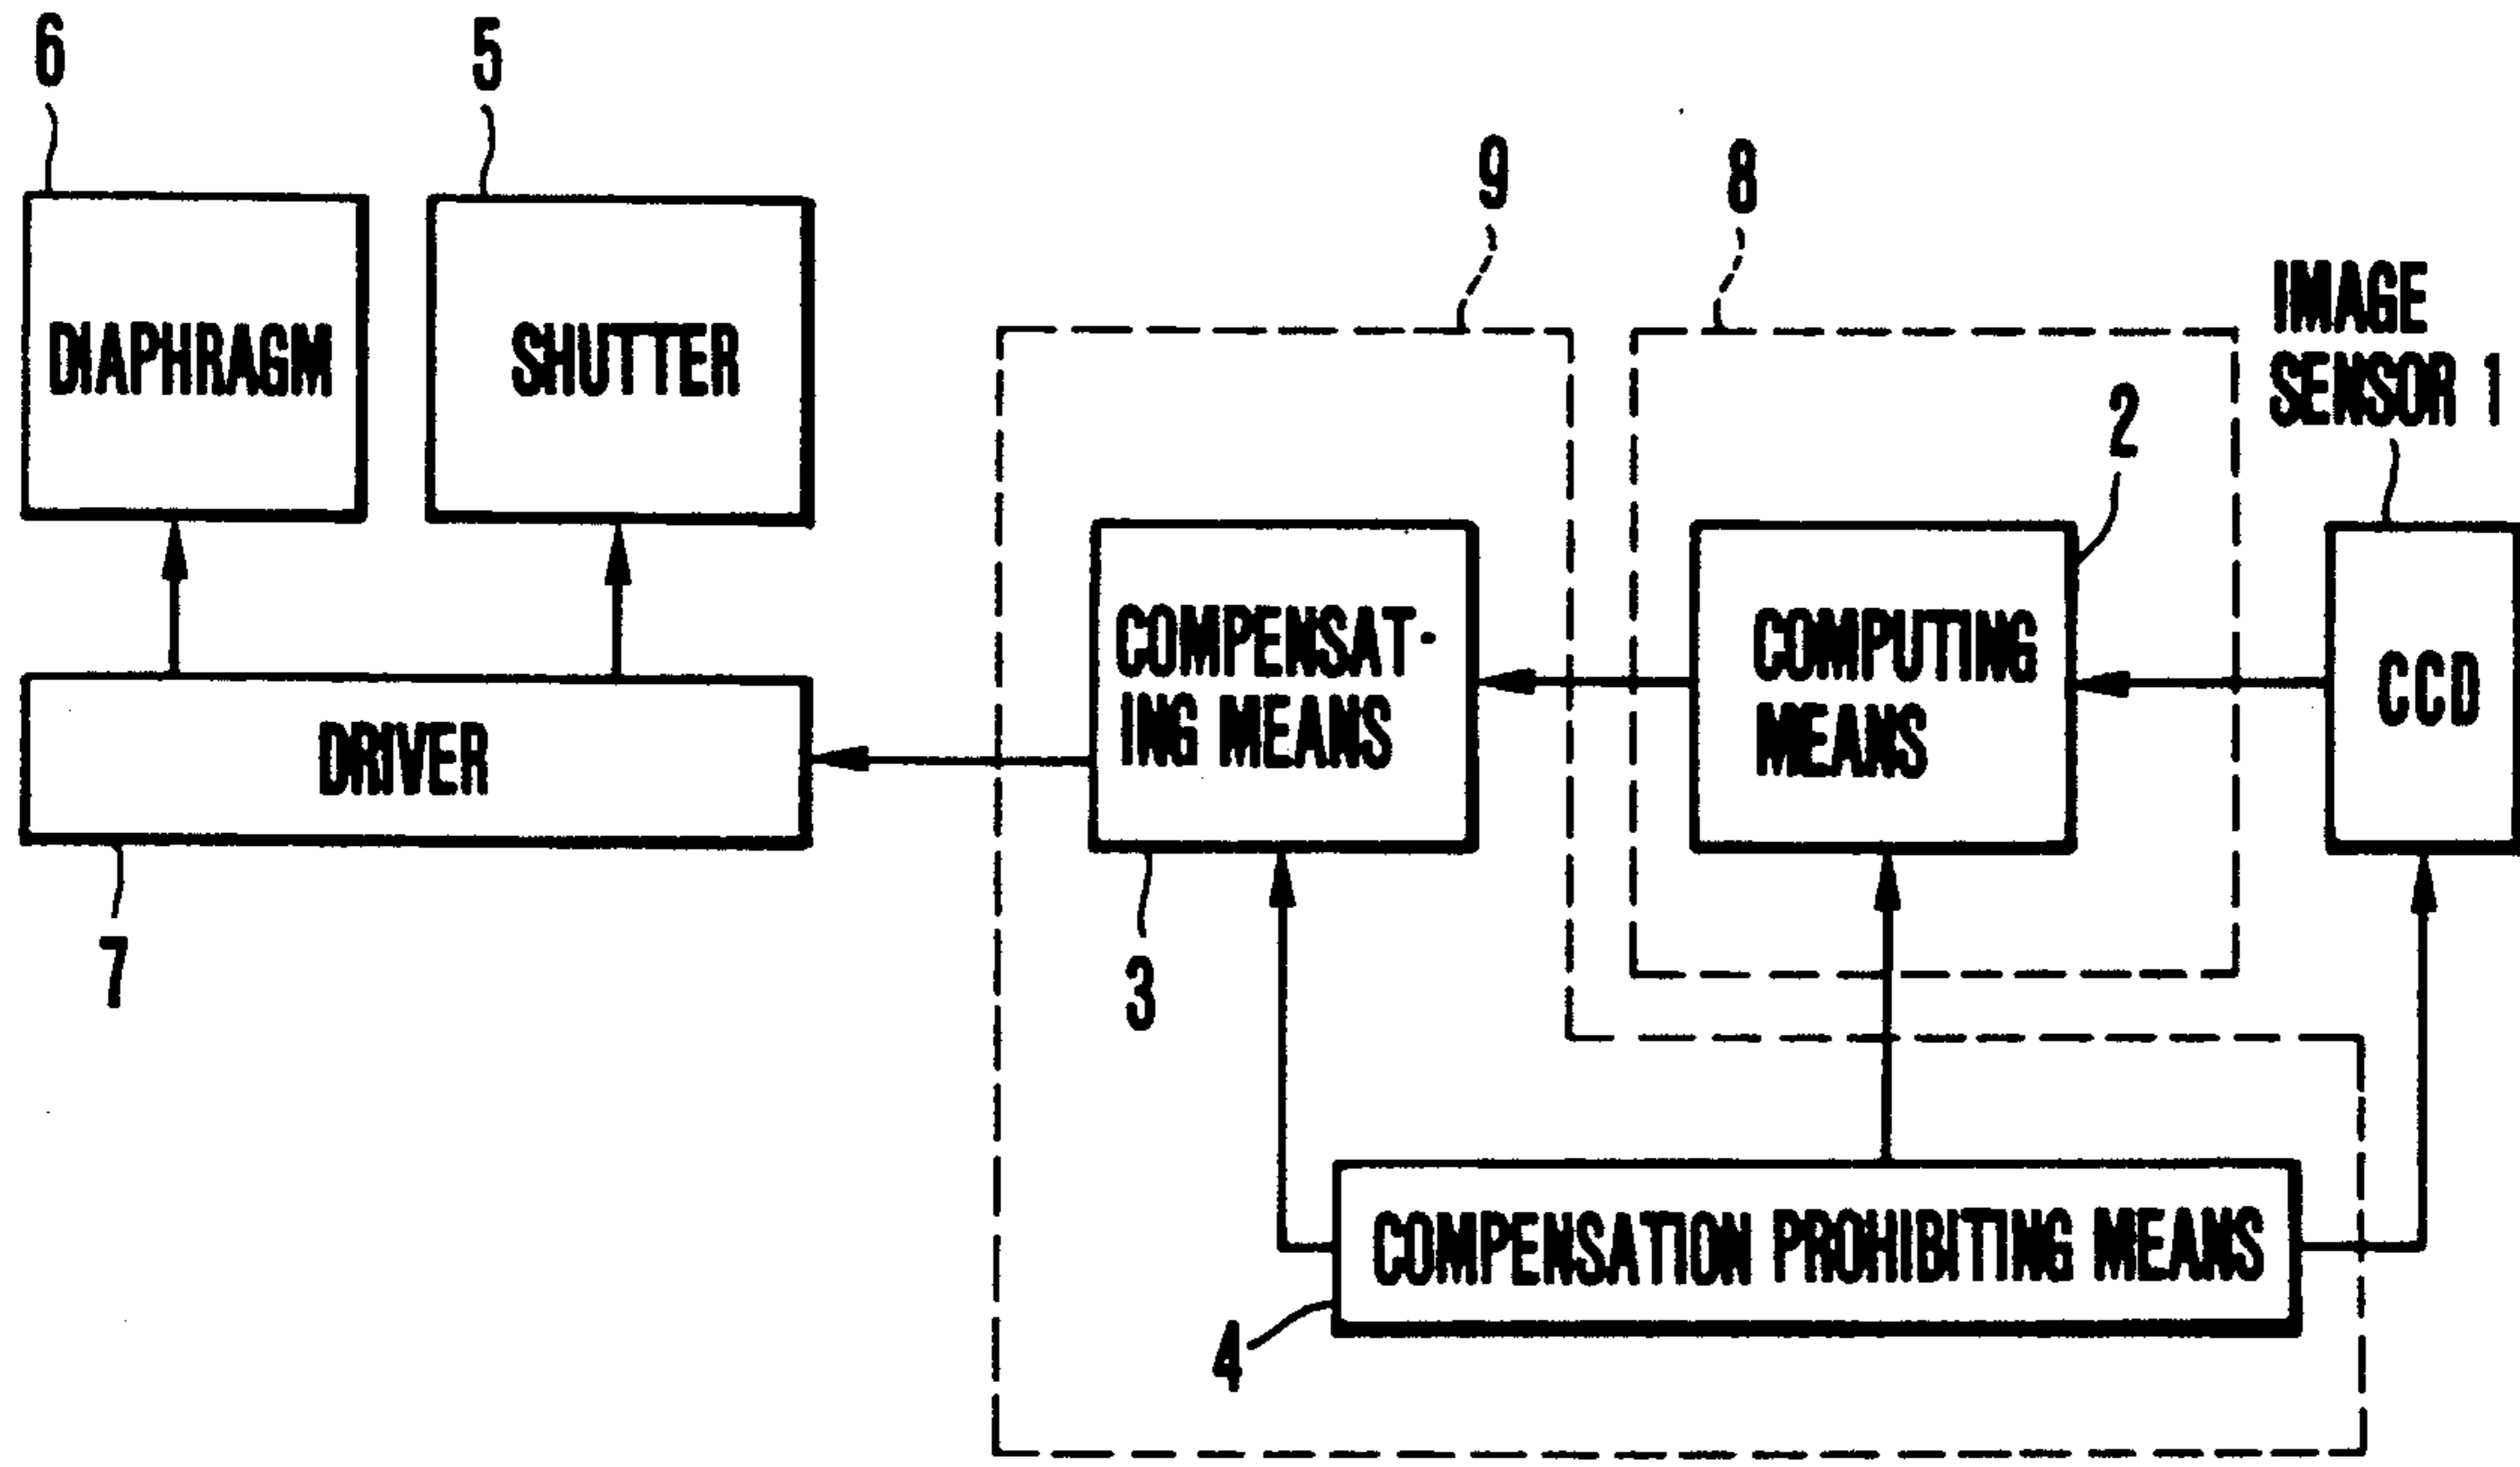 6
5
9
8
IMAGE
SENSOR 1
DIAPHRAGM
SHUTTER
2
COMPENSAT-
ING MEANS
COMPUTING
MEANS
CCD
DRIVER
7
3
COMPENSATION PROHIBITING MEANS
4